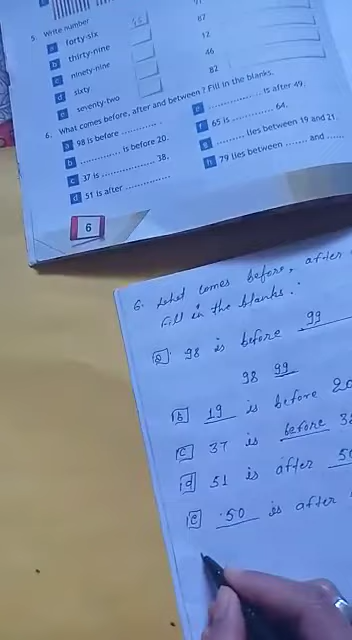 5. Write number
a forty-six 46
b thirty-nine
c ninety-nine
d sixty
e seventy-two
67
12
46
82
6. What comes before, after and between ? Fill in the blanks.
a 98 is before ............
b ............ is before 20.
c 37 is ............... 38.
d 51 is after .............
e ............... is after 49.
f 65 is ............ 64.
g ......... lies between 19 and 21.
h 79 lies between ....... and ......
6
6. What comes before, after
Fill in the blanks.
a 98 is before 99
98 99
b 19 is before 20
c 37 is before
d 51 is after 50
e 50 is after